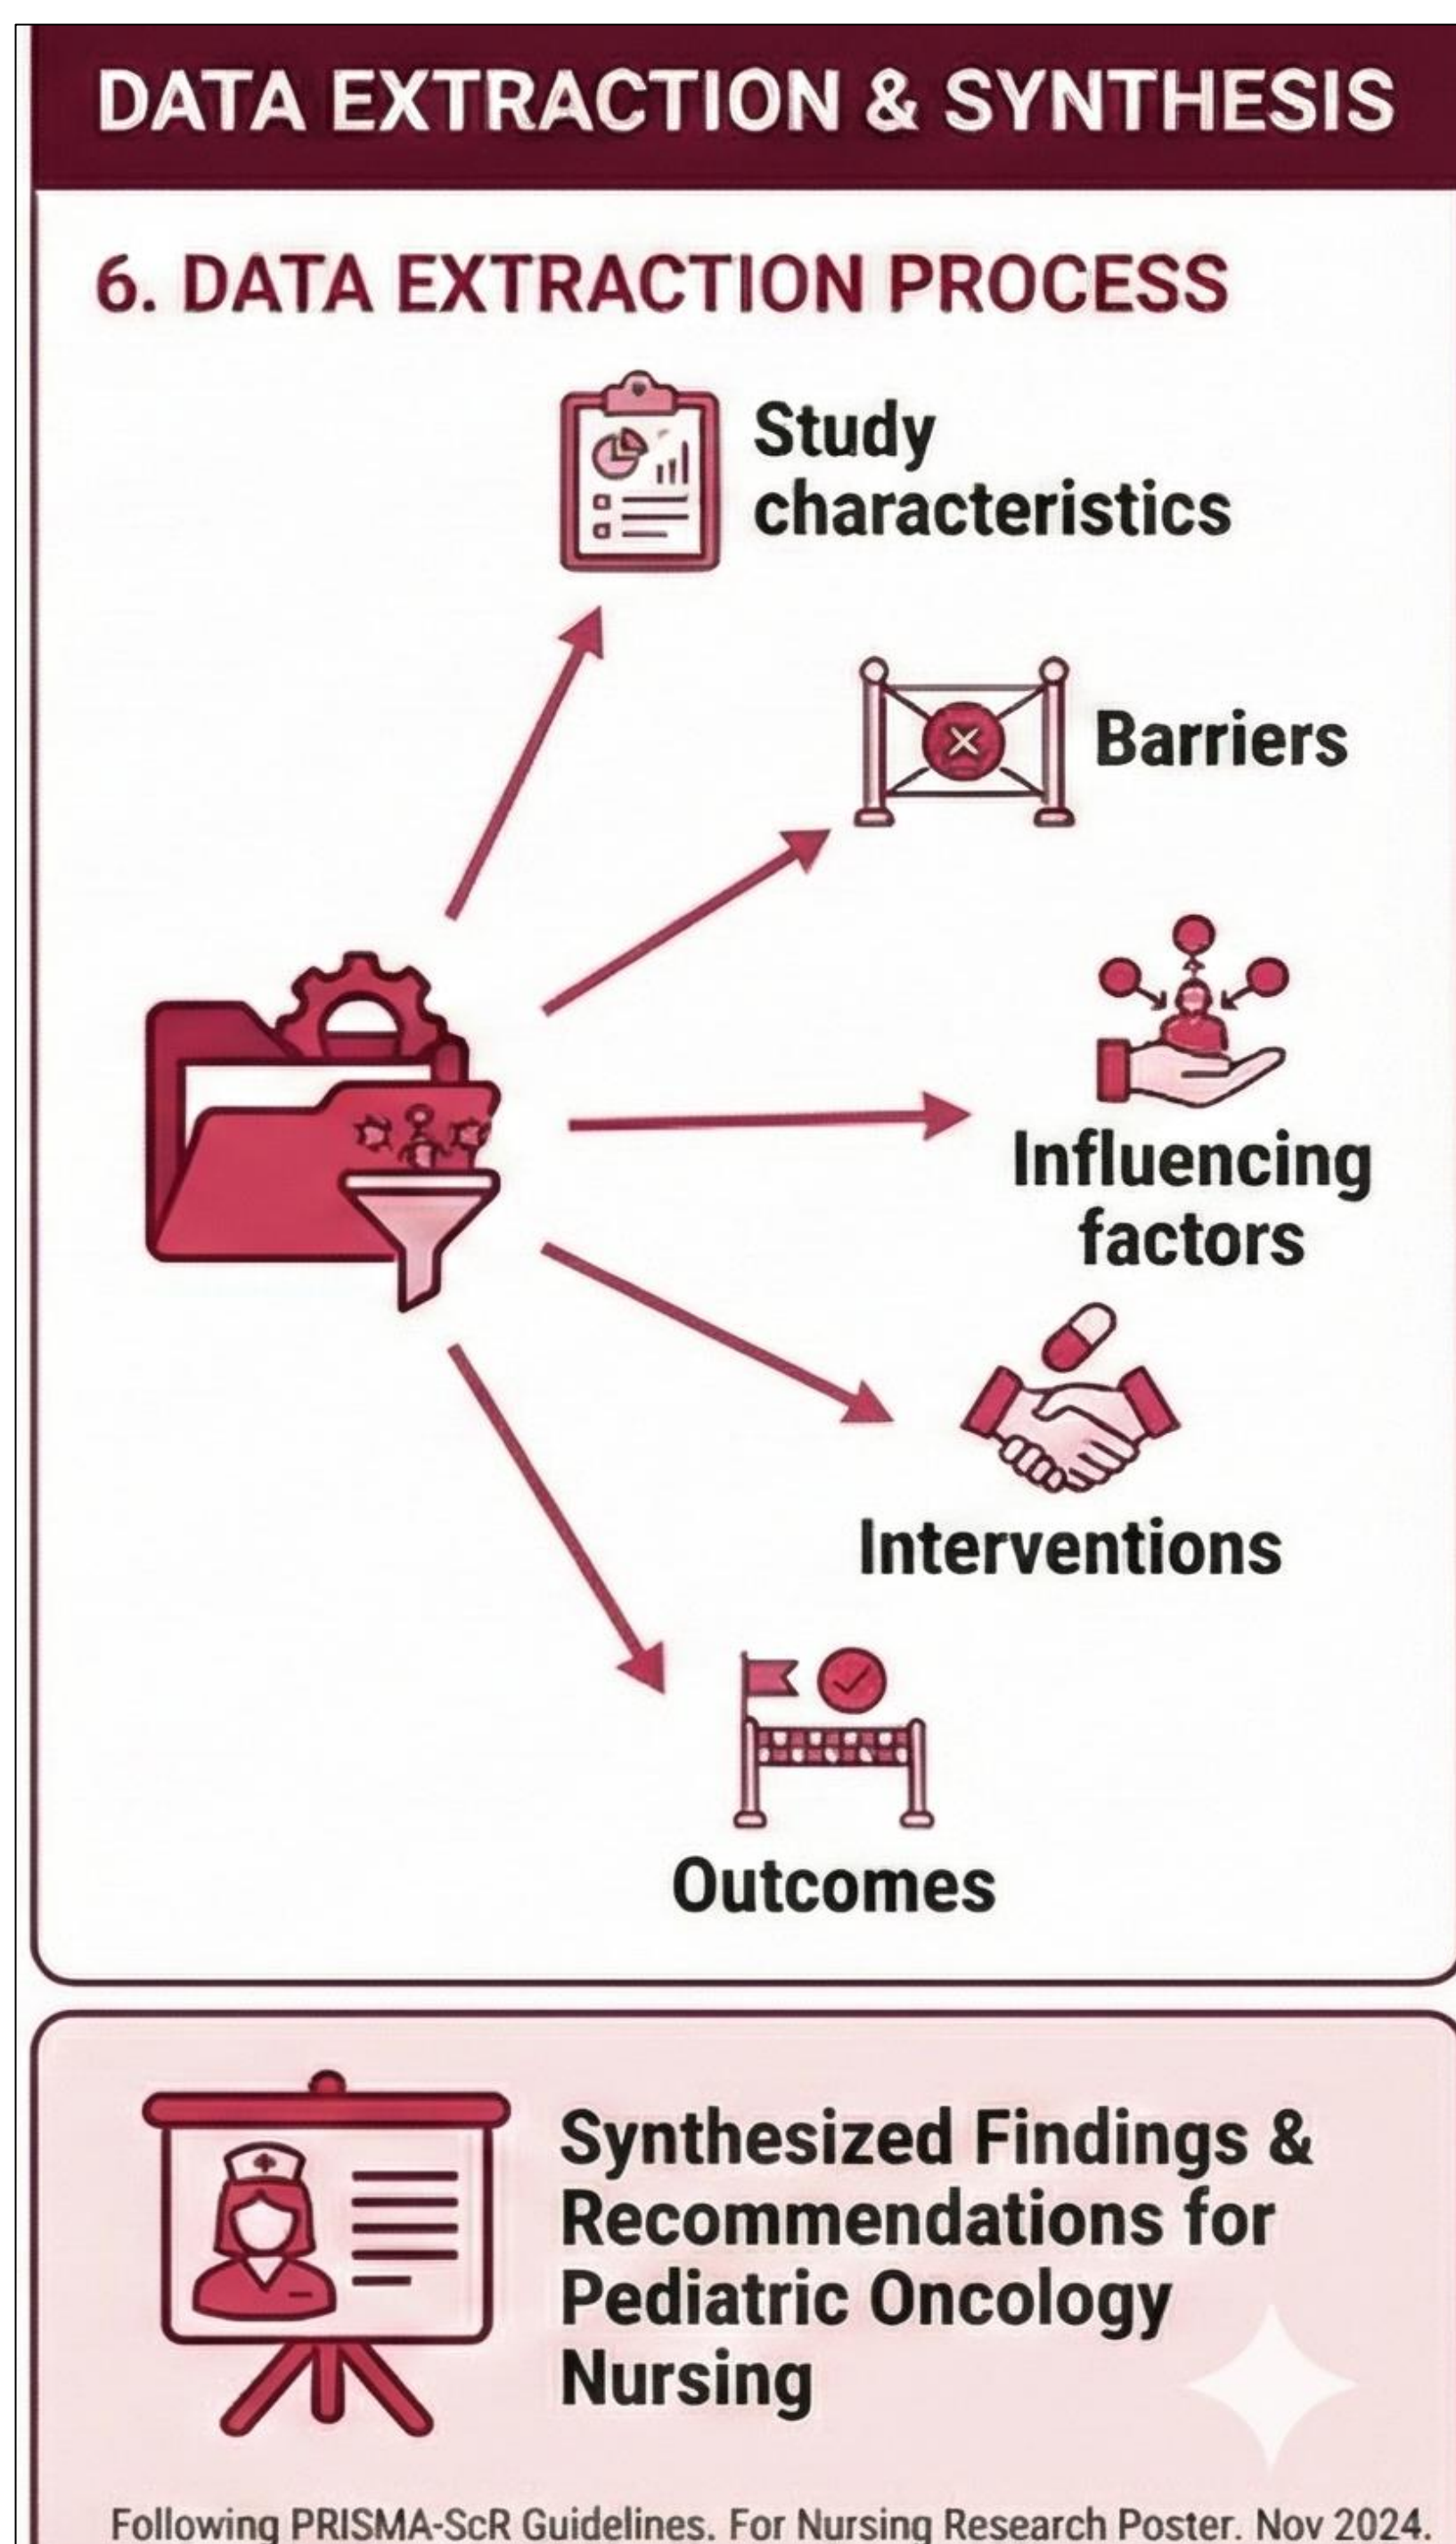 DATA EXTRACTION & SYNTHESIS
6. DATA EXTRACTION PROCESS
Study
characteristics
Barriers
Influencing
factors
Interventions
Outcomes
Synthesized Findings &
Recommendations for
Pediatric Oncology
Nursing
Following PRISMA-ScR Guidelines. For Nursing Research Poster. Nov 2024.